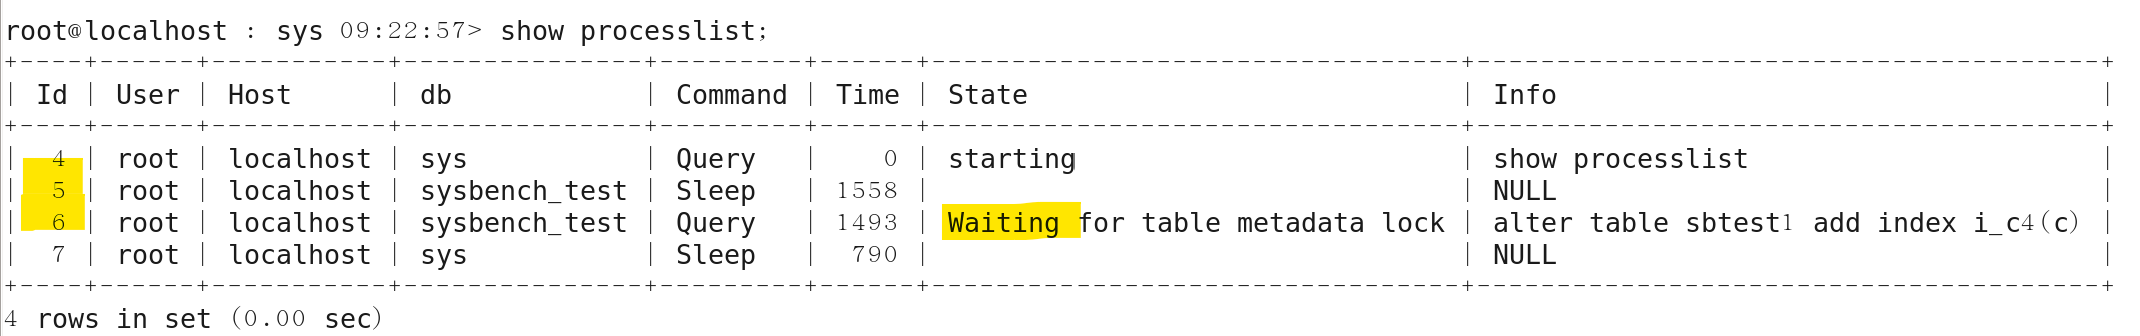 root@localhost : sys 09:22:57> show processlist;
+----+------+-----------+---------------+---------+------+---------------------------------+---------------------------------------+
| Id | User | Host      | db            | Command | Time | State                           | Info                                  |
+----+------+-----------+---------------+---------+------+---------------------------------+---------------------------------------+
|  4 | root | localhost | sys           | Query   |    0 | starting                        | show processlist                      |
|  5 | root | localhost | sysbench_test | Sleep   | 1558 |                                 | NULL                                  |
|  6 | root | localhost | sysbench_test | Query   | 1493 | Waiting for table metadata lock | alter table sbtest1 add index i_c4(c) |
|  7 | root | localhost | sys           | Sleep   |  790 |                                 | NULL                                  |
+----+------+-----------+---------------+---------+------+---------------------------------+---------------------------------------+
4 rows in set (0.00 sec)